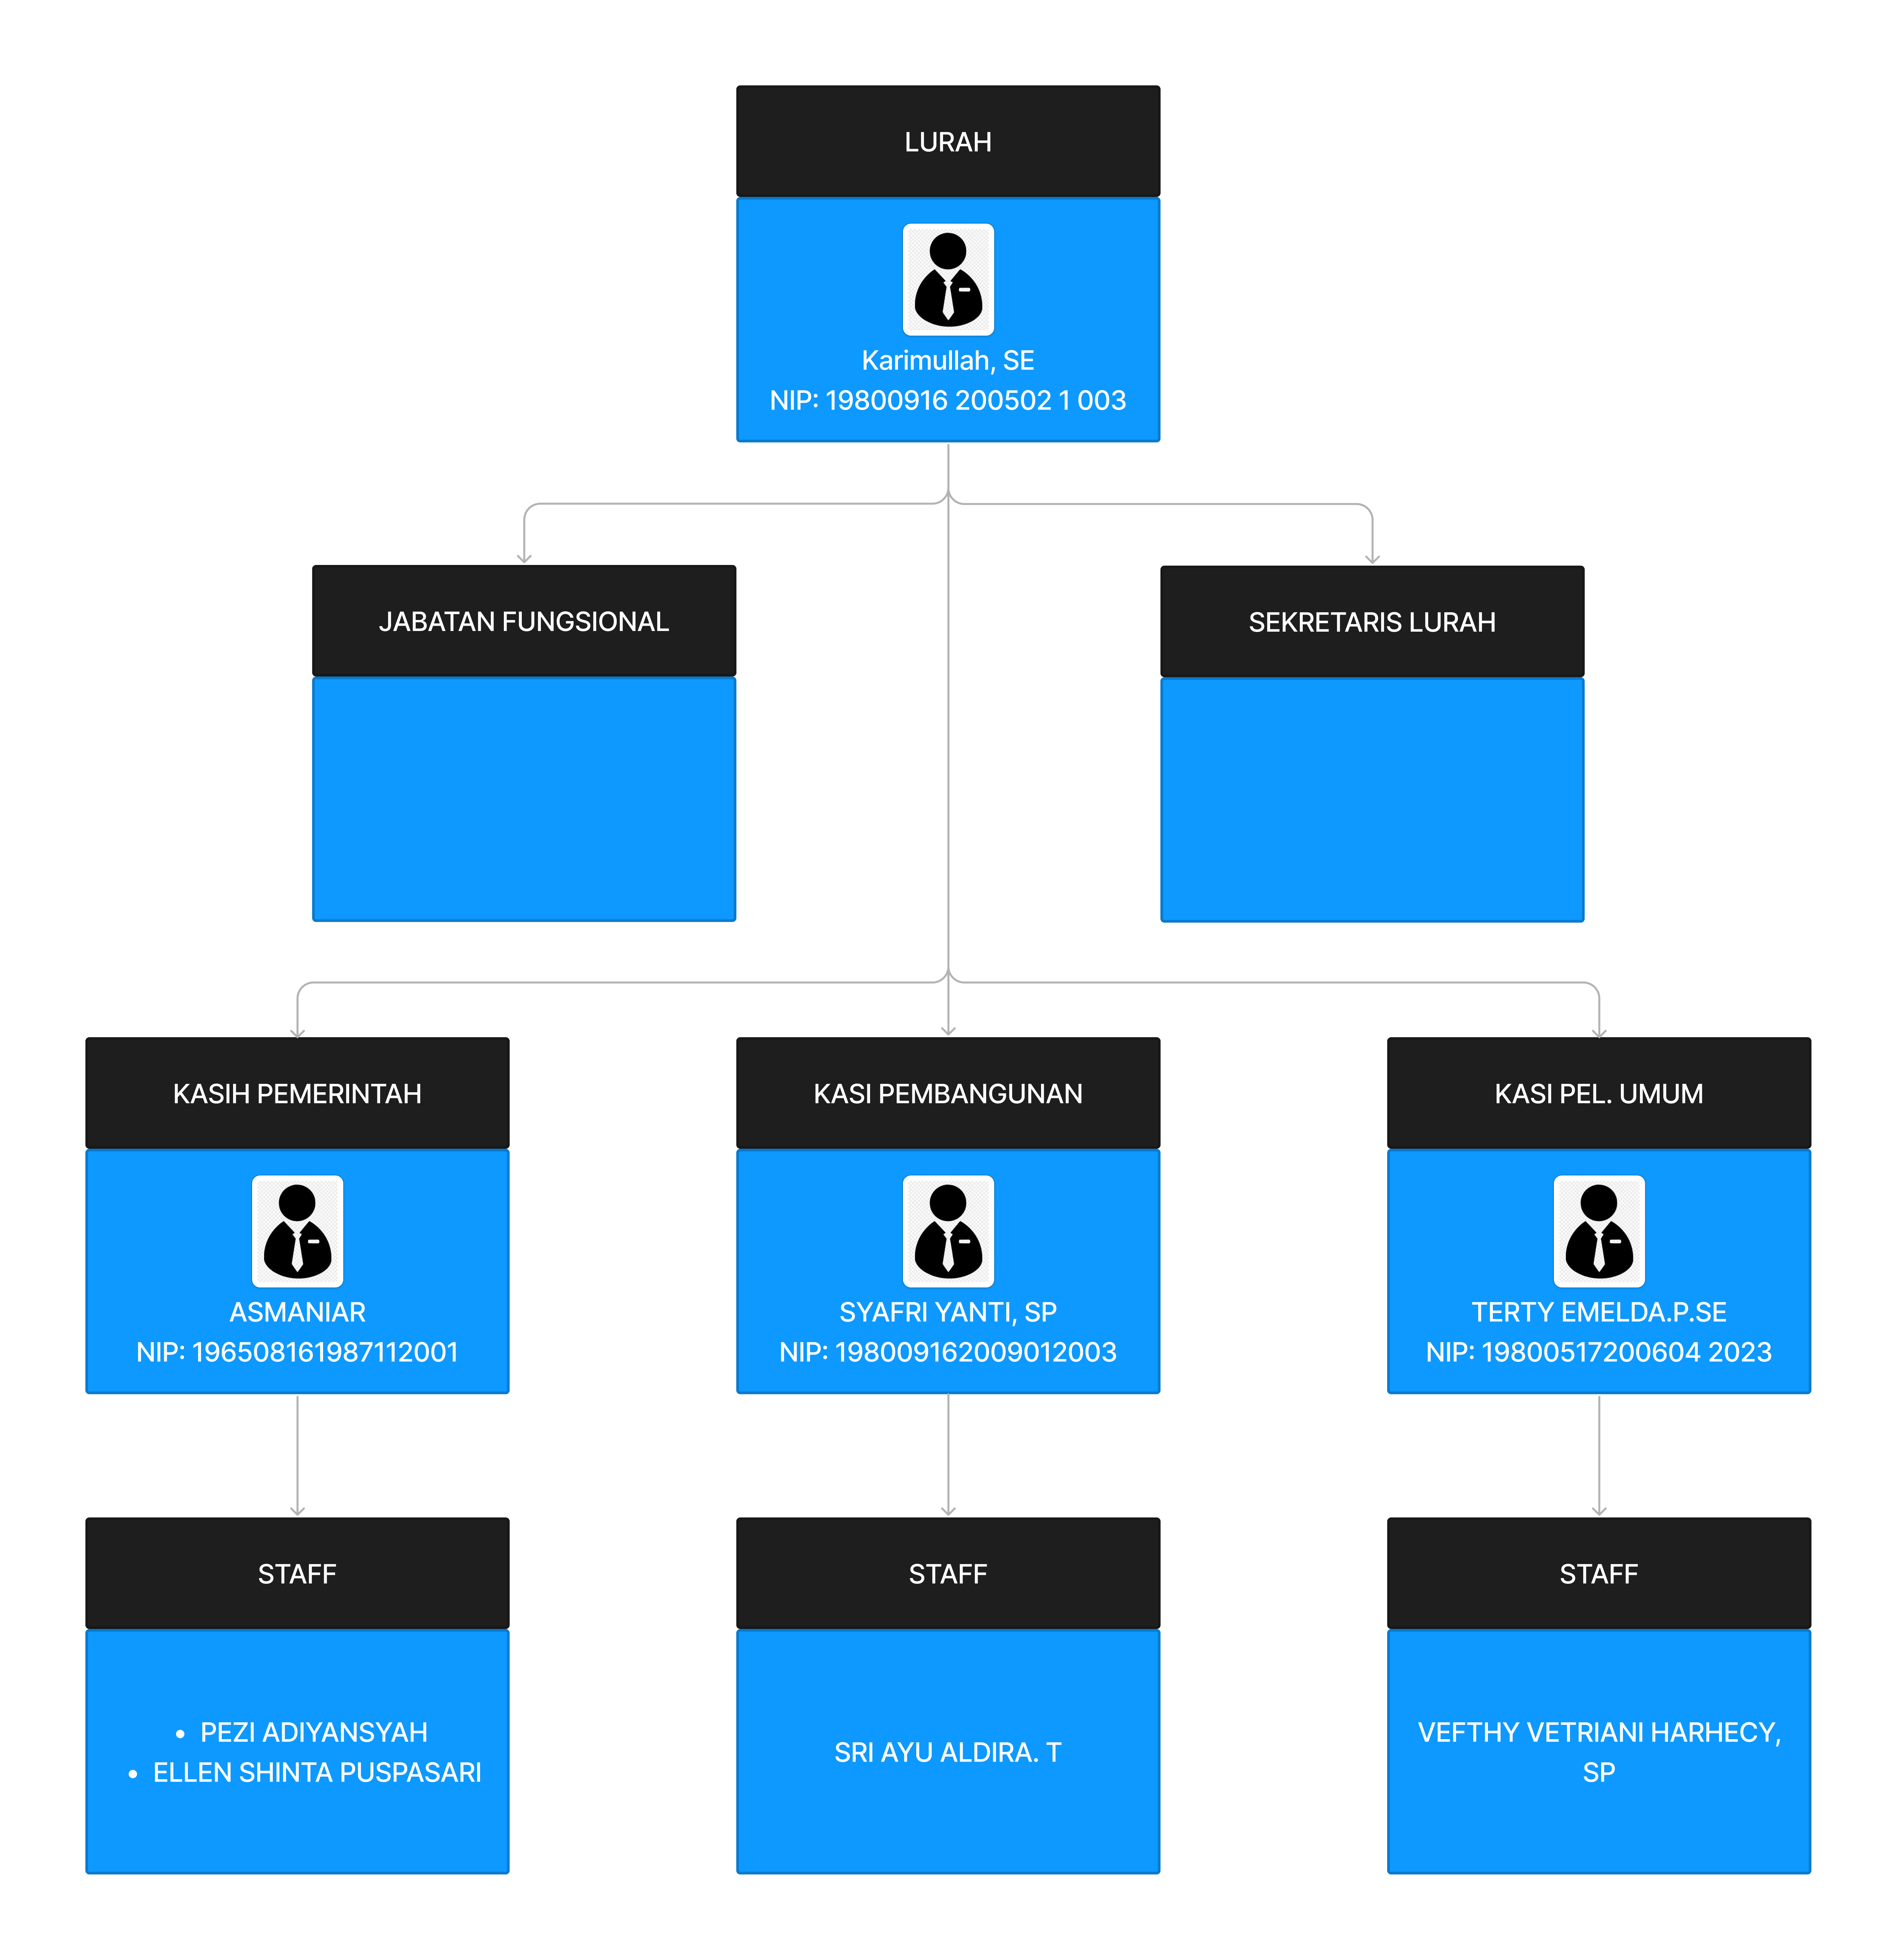 LURAH
Karimullah, SE
NIP: 19800916 200502 1 003
JABATAN FUNGSIONAL
SEKRETARIS LURAH
KASIH PEMERINTAH
ASMANIAR
NIP: 196508161987112001
KASI PEMBANGUNAN
SYAFRI YANTI, SP
NIP: 198009162009012003
KASI PEL. UMUM
TERTY EMELDA.P.SE
NIP: 19800517200604 2023
STAFF
• PEZI ADIYANSYAH
• ELLEN SHINTA PUSPASARI
STAFF
SRI AYU ALDIRA. T
STAFF
VEFTHY VETRIANI HARHECY,
SP